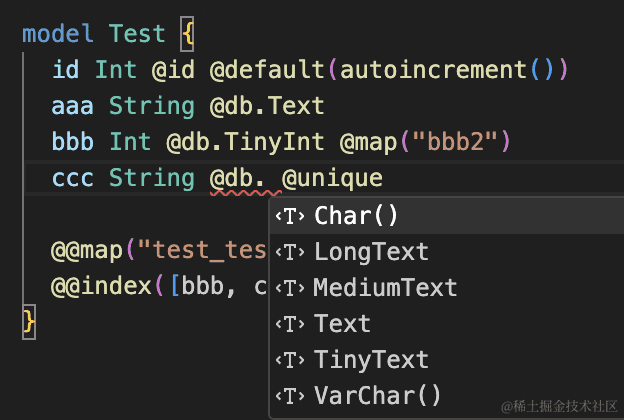 model Test {
id Int @id @default(autoincrement())
aaa String @db.Text
bbb Int @db.TinyInt @map("bbb2")
ccc String @db. @unique
@@map("test_tes
@@index([bbb, c
}
<T> Char()
<T> LongText
<T> MediumText
<T> Text
<T> TinyText
<T> VarChar()
@稀土掘金技术社区